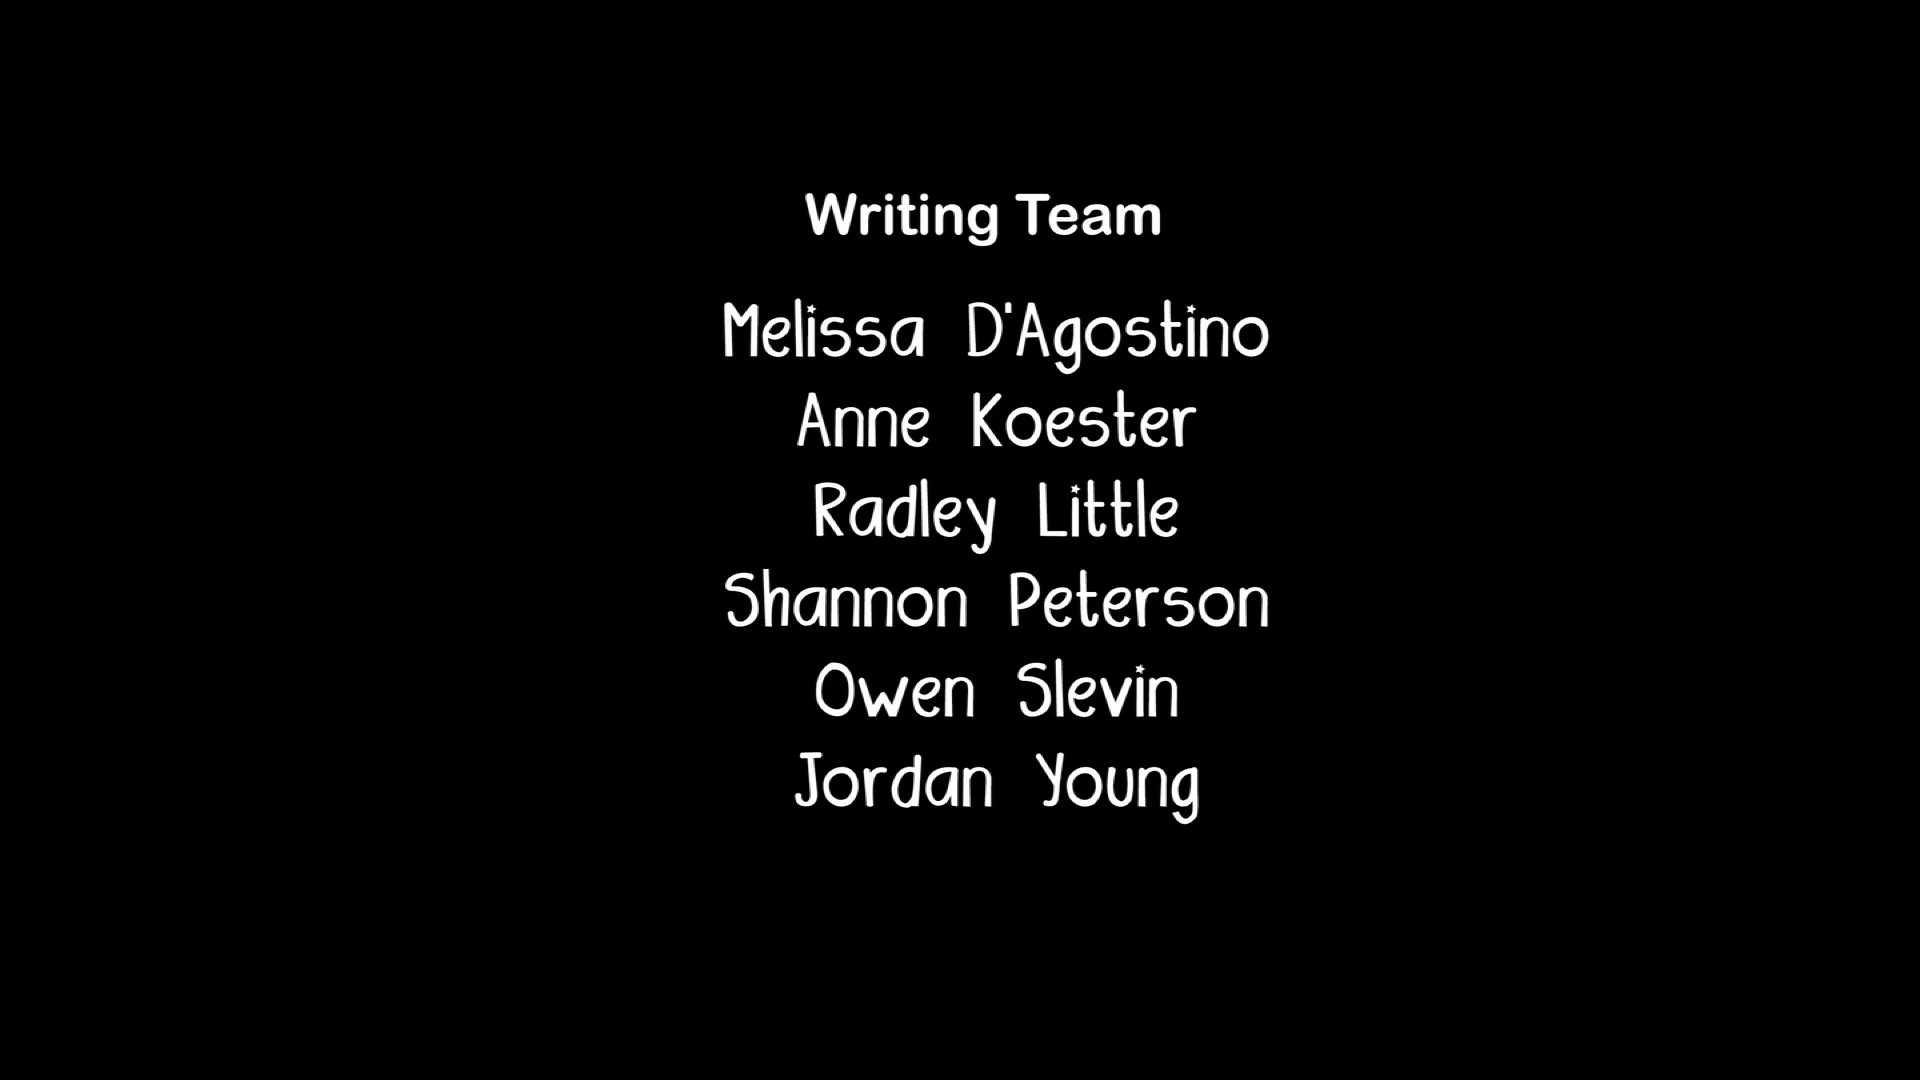 Writing Team
Melissa D'Agostino
Anne Koester
Radley Little
Shannon Peterson
Owen Slevin
Jordan Young